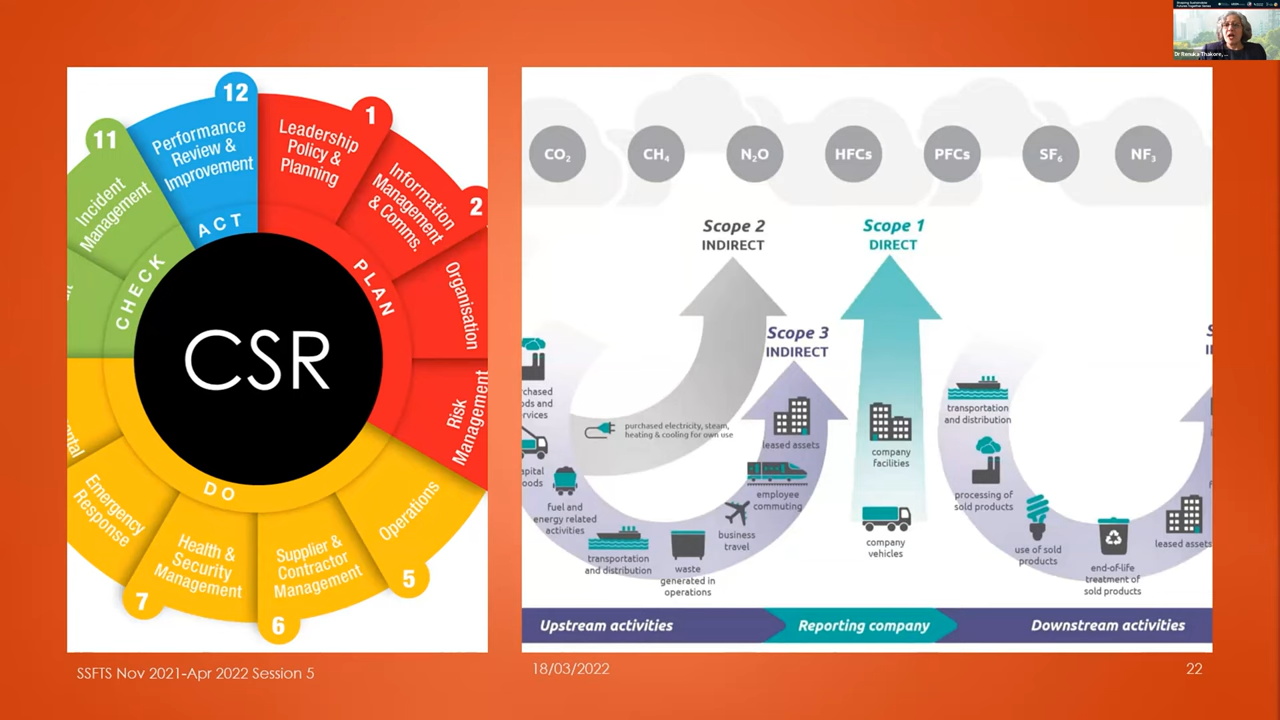 Dr Renuka Thakore, ...
12
Performance
Review &
Improvement
ACT
1
Leadership
Policy &
Planning
2
Information
Management
& Comms.
PLAN
Organisation
Risk
Management
Operations
5
DO
Supplier &
Contractor
Management
6
Health &
Security
Management
7
Emergency
Response
CHECK
11
Incident
Management
CSR
CO₂
CH₄
N₂O
HFCs
PFCs
SF₆
NF₃
Scope 2
INDIRECT
Scope 1
DIRECT
Scope 3
INDIRECT
purchased electricity, steam,
heating & cooling for own use
fuel and
energy related
activities
transportation
and distribution
waste
generated in
operations
business
travel
employee
commuting
leased assets
company
facilities
company
vehicles
transportation
and distribution
processing of
sold products
use of sold
products
end-of-life
treatment of
sold products
leased assets
Upstream activities
Reporting company
Downstream activities
SSFTS Nov 2021-Apr 2022 Session 5
18/03/2022
22